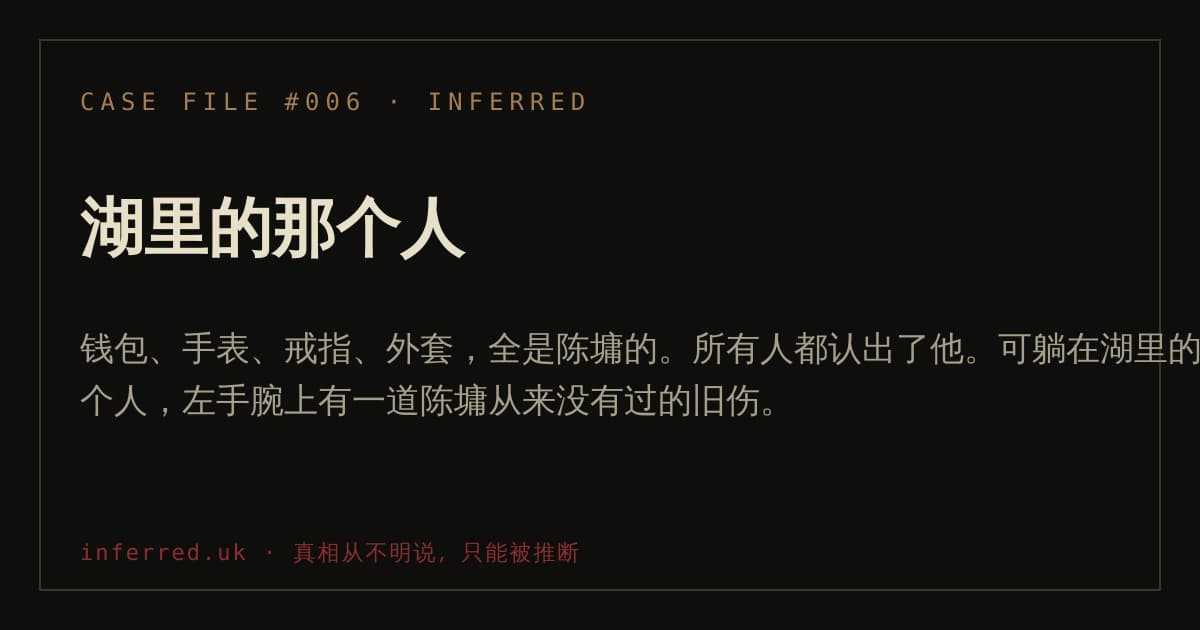 CASE FILE #006 · INFERRED
湖里的那个人
钱包、手表、戒指、外套，全是陈墉的。所有人都认出了他。可躺在湖里的
个人，左手腕上有一道陈墉从来没有过的旧伤。
inferred.uk · 真相从不明说，只能被推断